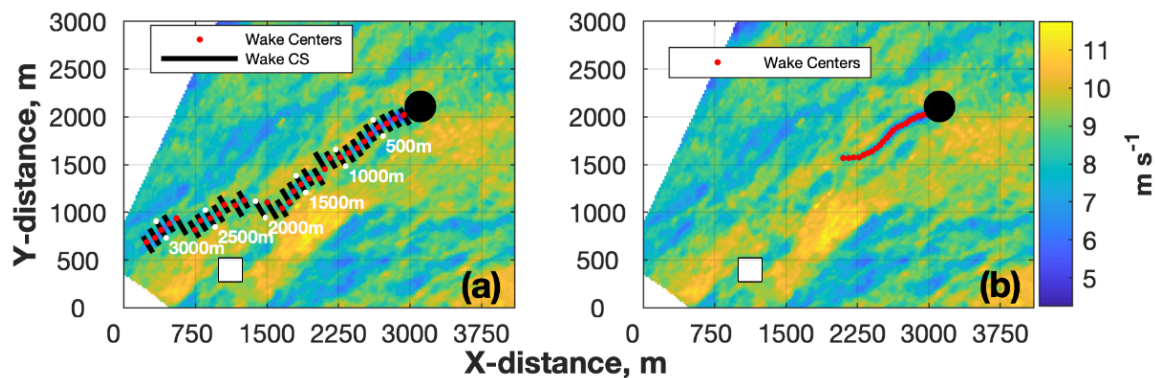 3000
2500
2000
1500
1000
500
0
Y-distance, m
Wake Centers
Wake CS
500m
1000m
1500m
2000m
2500m
3000m
(a)
0 750 1500 2250 3000 3750
3000
2500
2000
1500
1000
500
0
Wake Centers
(b)
0 750 1500 2250 3000 3750
X-distance, m
11
10
9
8
7
6
5
m s⁻¹